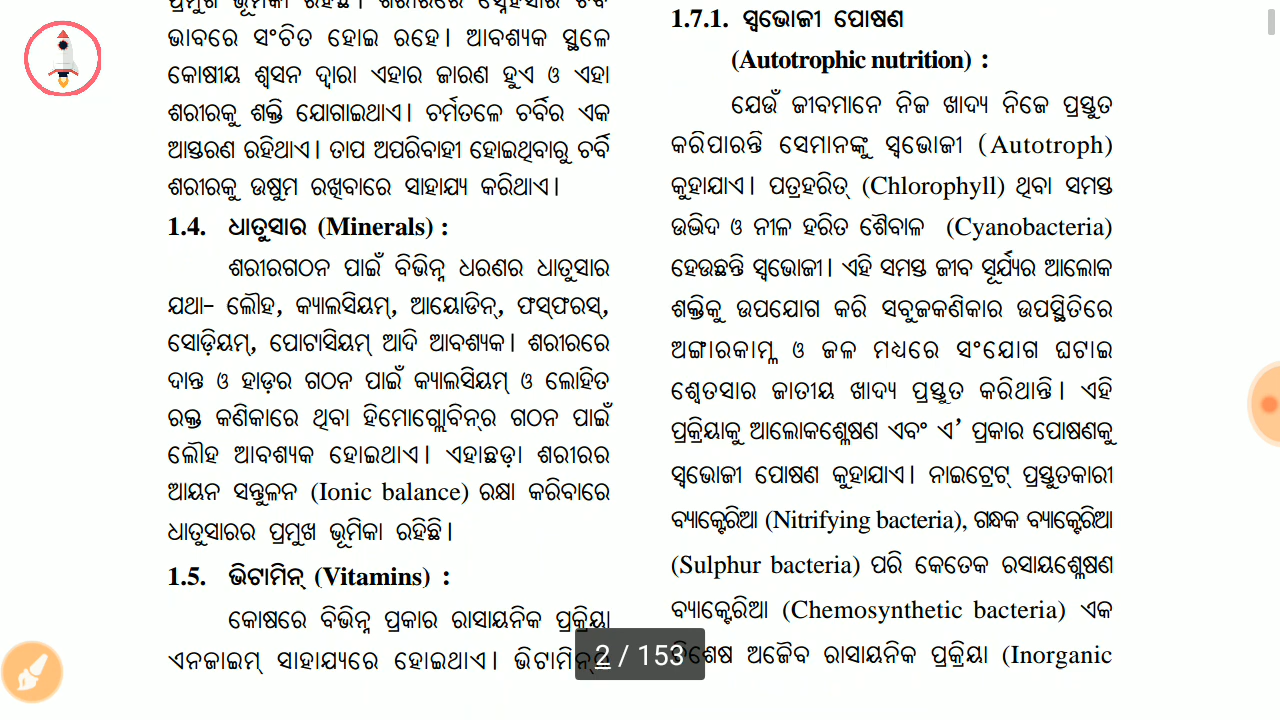 ପ୍ରମୁଖ ଭୂମିକା ରହିଛି। ଶରୀରରେ ସ୍ନେହସାର ଚର୍ବି
ଭାବରେ ସଂଚିତ ହୋଇ ରହେ। ଆବଶ୍ୟକ ସ୍ଥଳେ
କୋଷୀୟ ଶ୍ୱସନ ଦ୍ୱାରା ଏହାର ଜାରଣ ହୁଏ ଓ ଏହା
ଶରୀରକୁ ଶକ୍ତି ଯୋଗାଇଥାଏ। ଚର୍ମତଳେ ଚର୍ବିର ଏକ
ଆସ୍ତରଣ ରହିଥାଏ। ତାପ ଅପରିବାହୀ ହୋଇଥିବାରୁ ଚର୍ବି
ଶରୀରକୁ ଉଷୁମ ରଖିବାରେ ସାହାଯ୍ୟ କରିଥାଏ।
1.4. ଧାତୁସାର (Minerals) :
ଶରୀରଗଠନ ପାଇଁ ବିଭିନ୍ନ ଧରଣର ଧାତୁସାର
ଯଥା- ଲୌହ, କ୍ୟାଲସିୟମ୍, ଆୟୋଡିନ୍, ଫସ୍‌ଫରସ୍,
ସୋଡ଼ିୟମ୍, ପୋଟାସିୟମ୍ ଆଦି ଆବଶ୍ୟକ। ଶରୀରରେ
ଦାନ୍ତ ଓ ହାଡ଼ର ଗଠନ ପାଇଁ କ୍ୟାଲସିୟମ୍ ଓ ଲୋହିତ
ରକ୍ତ କଣିକାରେ ଥିବା ହିମୋଗ୍ଲୋବିନ୍‌ର ଗଠନ ପାଇଁ
ଲୌହ ଆବଶ୍ୟକ ହୋଇଥାଏ। ଏହାଛଡ଼ା ଶରୀରର
ଆୟନ ସନ୍ତୁଳନ (Ionic balance) ରକ୍ଷା କରିବାରେ
ଧାତୁସାରର ପ୍ରମୁଖ ଭୂମିକା ରହିଛି।
1.5. ଭିଟାମିନ୍ (Vitamins) :
କୋଷରେ ବିଭିନ୍ନ ପ୍ରକାର ରାସାୟନିକ ପ୍ରକ୍ରିୟା
ଏନଜାଇମ୍ ସାହାଯ୍ୟରେ ହୋଇଥାଏ।
1.7.1. ସ୍ୱଭୋଜୀ ପୋଷଣ
(Autotrophic nutrition) :
ଯେଉଁ ଜୀବମାନେ ନିଜ ଖାଦ୍ୟ ନିଜେ ପ୍ରସ୍ତୁତ
କରିପାରନ୍ତି ସେମାନଙ୍କୁ ସ୍ୱଭୋଜୀ (Autotroph)
କୁହାଯାଏ। ପତ୍ରହରିତ୍ (Chlorophyll) ଥିବା ସମସ୍ତ
ଉଦ୍ଭିଦ ଓ ନୀଳ ହରିତ ଶୈବାଳ (Cyanobacteria)
ହେଉଛନ୍ତି ସ୍ୱଭୋଜୀ। ଏହି ସମସ୍ତ ଜୀବ ସୂର୍ଯ୍ୟର ଆଲୋକ
ଶକ୍ତିକୁ ଉପଯୋଗ କରି ସବୁଜକଣିକାର ଉପସ୍ଥିତିରେ
ଅଙ୍ଗାରକାମ୍ଳ ଓ ଜଳ ମଧ୍ୟରେ ସଂଯୋଗ ଘଟାଇ
ଶ୍ୱେତସାର ଜାତୀୟ ଖାଦ୍ୟ ପ୍ରସ୍ତୁତ କରିଥାନ୍ତି। ଏହି
ପ୍ରକ୍ରିୟାକୁ ଆଲୋକଶ୍ଳେଷଣ ଏବଂ ଏ’ ପ୍ରକାର ପୋଷଣକୁ
ସ୍ୱଭୋଜୀ ପୋଷଣ କୁହାଯାଏ। ନାଇଟ୍ରେଟ୍ ପ୍ରସ୍ତୁତକାରୀ
ବ୍ୟାକ୍ଟେରିଆ (Nitrifying bacteria), ଗନ୍ଧକ ବ୍ୟାକ୍ଟେରିଆ
(Sulphur bacteria) ପରି କେତେକ ରସାୟଶ୍ଳେଷଣ
ବ୍ୟାକ୍ଟେରିଆ (Chemosynthetic bacteria) ଏକ
ବିଶେଷ ଅଜୈବ ରାସାୟନିକ ପ୍ରକ୍ରିୟା (Inorganic
2 / 153